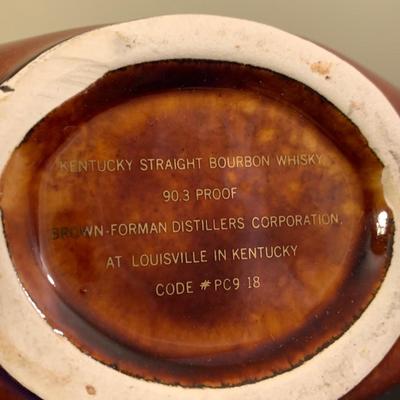 KENTUCKY STRAIGHT BOURBON WHISKY,
90.3 PROOF
BROWN-FORMAN DISTILLERS CORPORATION,
AT LOUISVILLE IN KENTUCKY
CODE #PC9 18